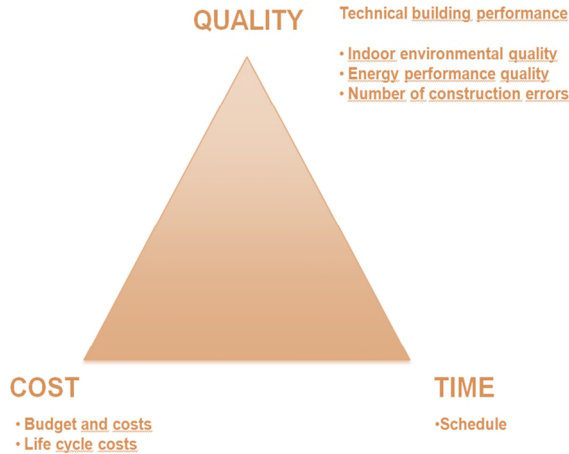 QUALITY
Technical building performance
• Indoor environmental quality
• Energy performance quality
• Number of construction errors
COST
• Budget and costs
• Life cycle costs
TIME
•Schedule